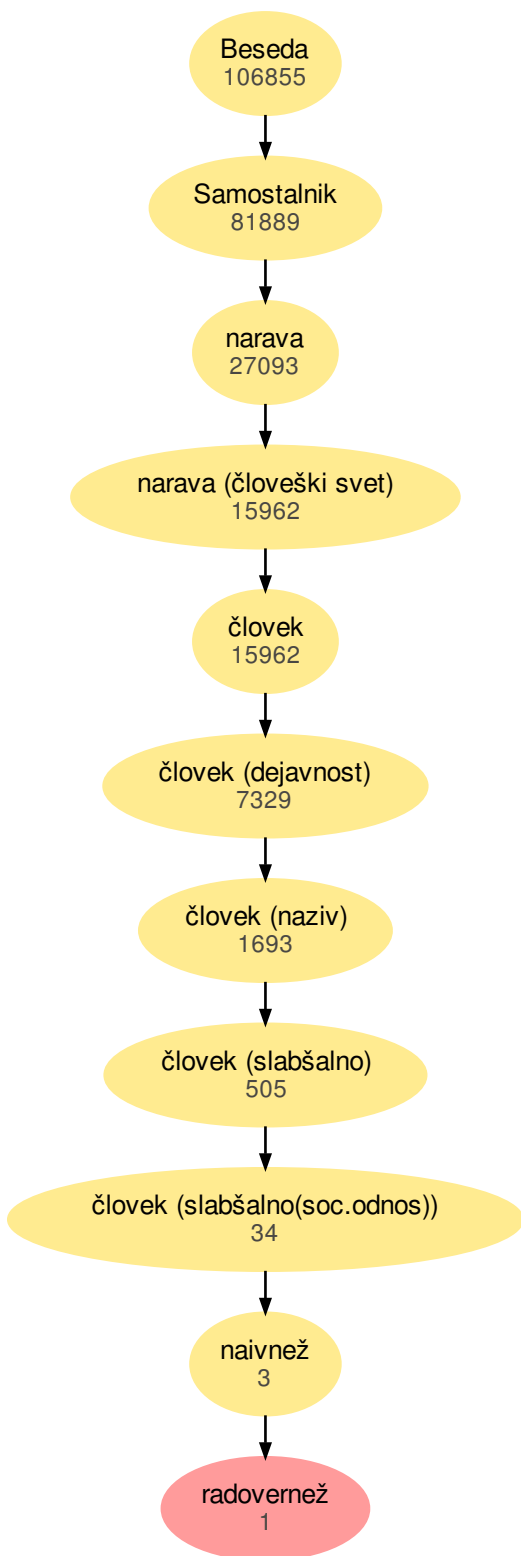 Beseda
106855
Samostalnik
81889
narava
27093
narava (človeški svet)
15962
človek
15962
človek (dejavnost)
7329
človek (naziv)
1693
človek (slabšalno)
505
človek (slabšalno(soc.odnos))
34
naivnež
3
radovernež
1